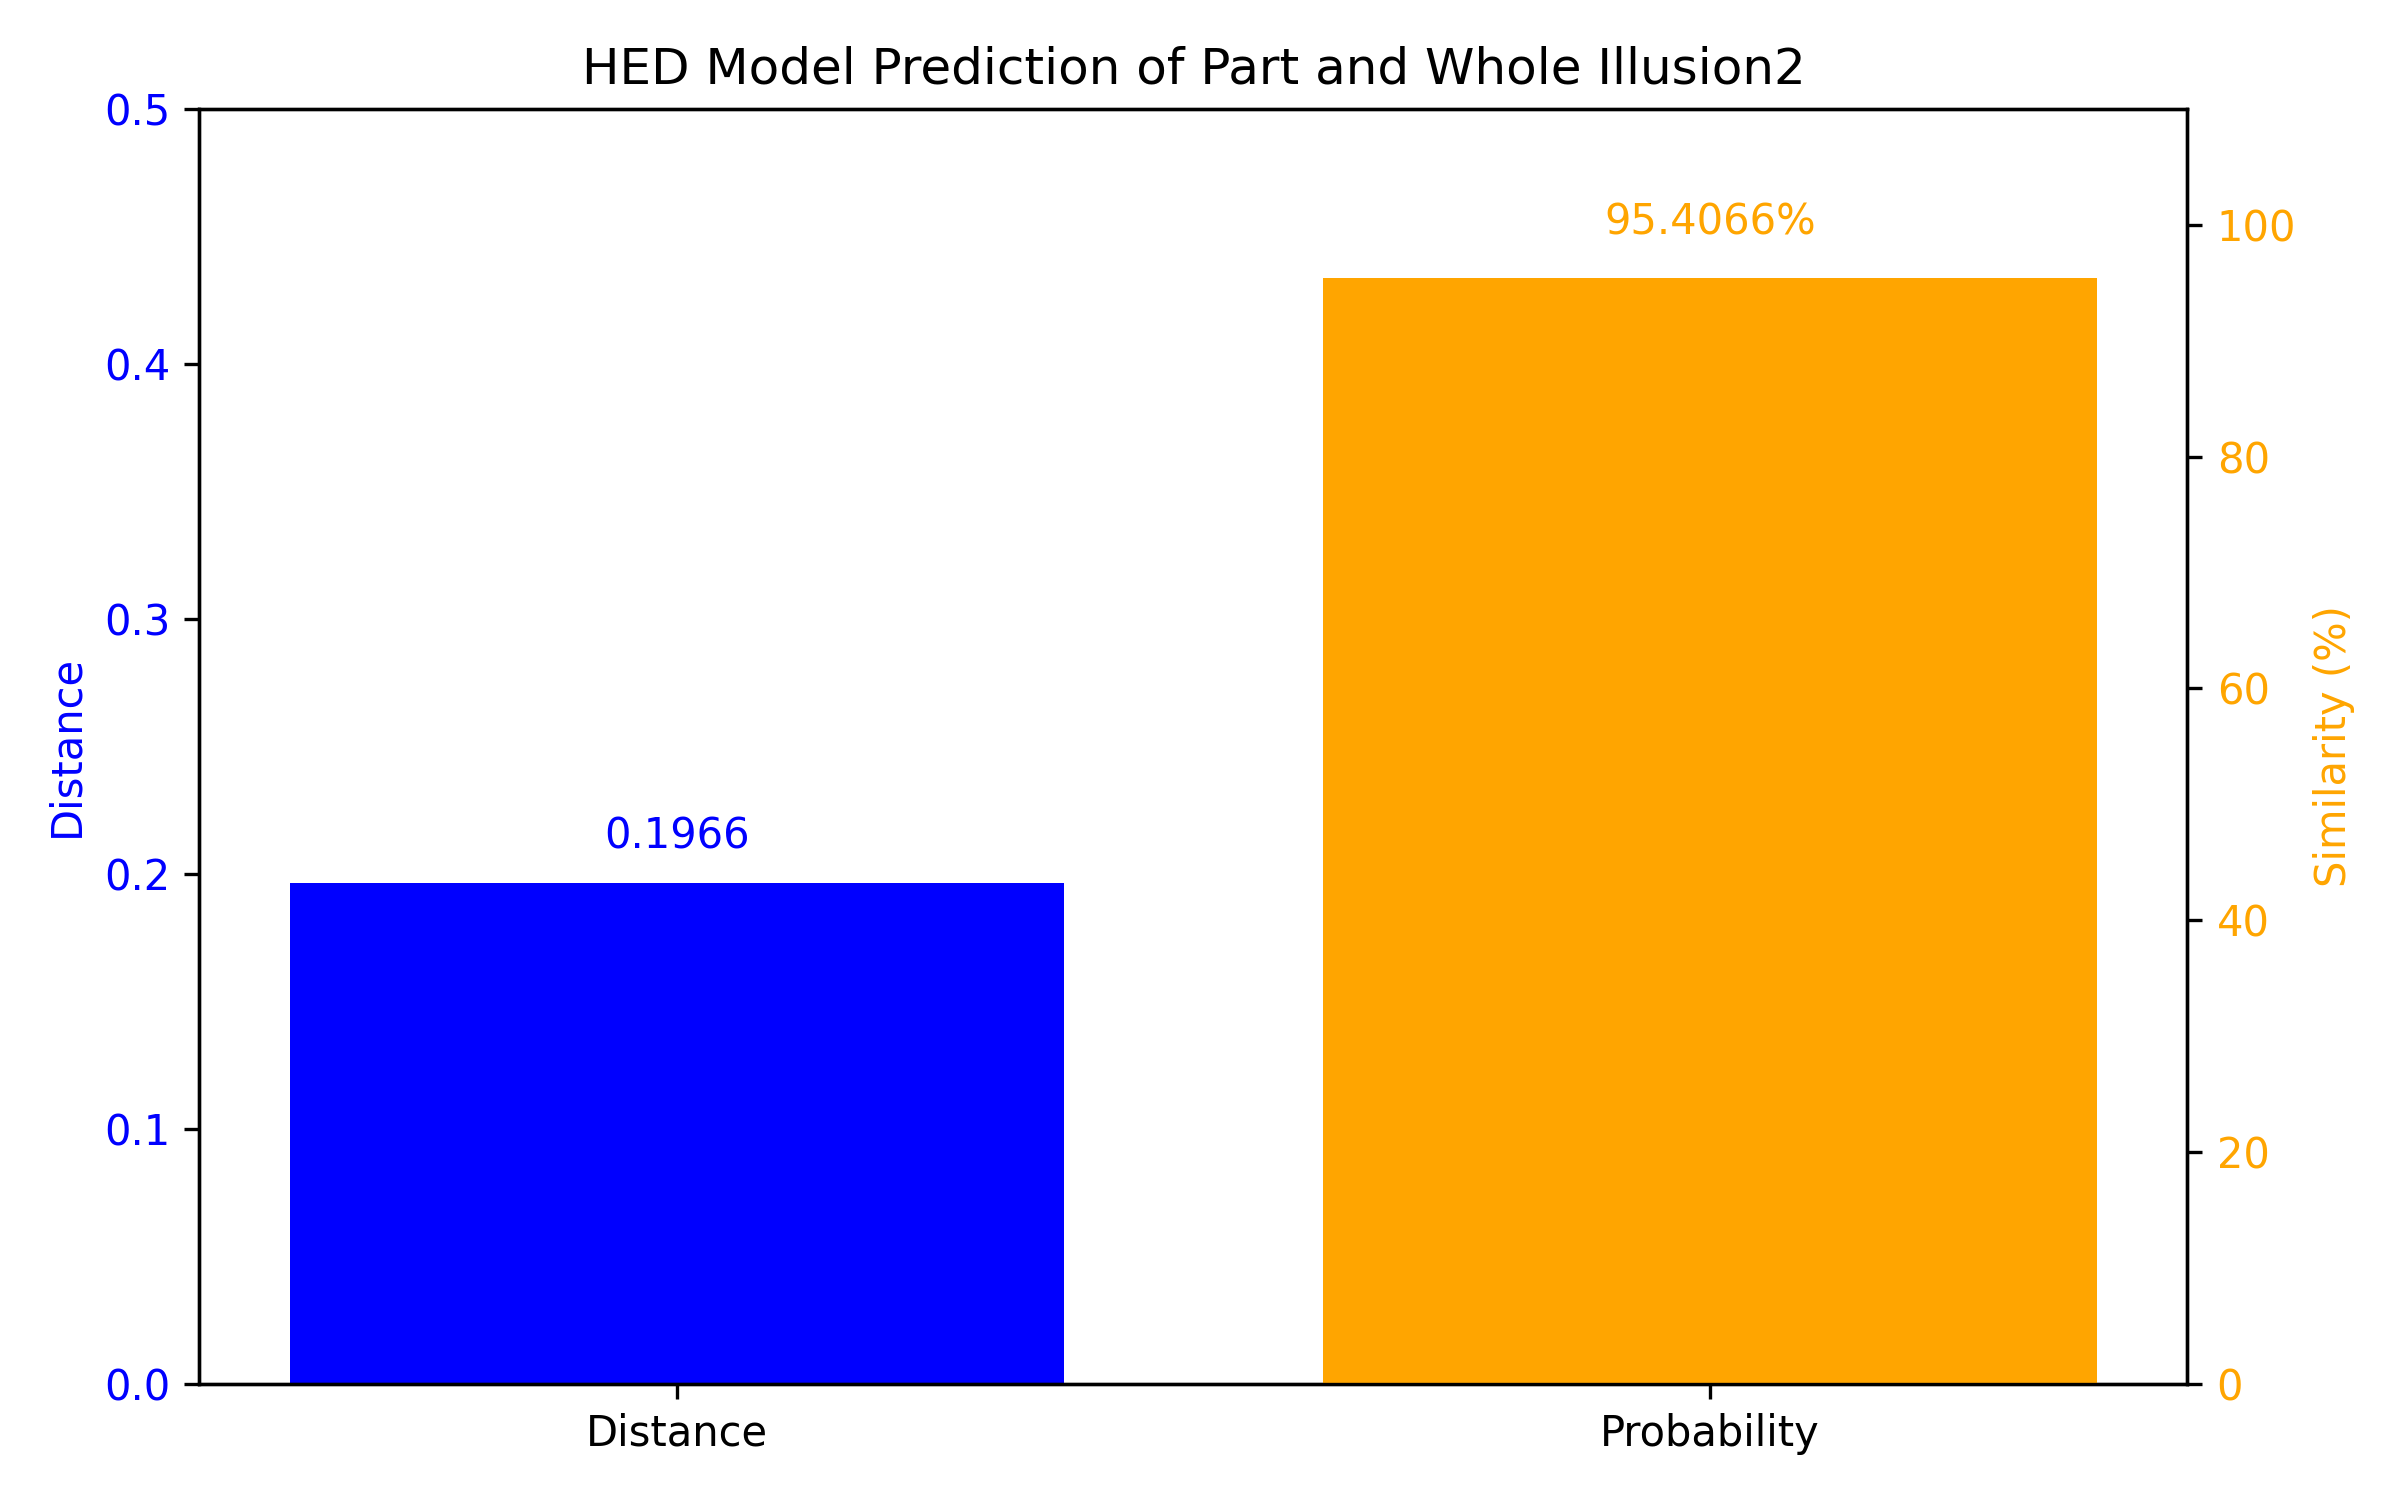 HED Model Prediction of Part and Whole Illusion2
0.5
0.4
0.3
0.2
0.1
0.0
Distance
0.1966
95.4066%
100
80
60
40
20
0
Similarity (%)
Distance
Probability